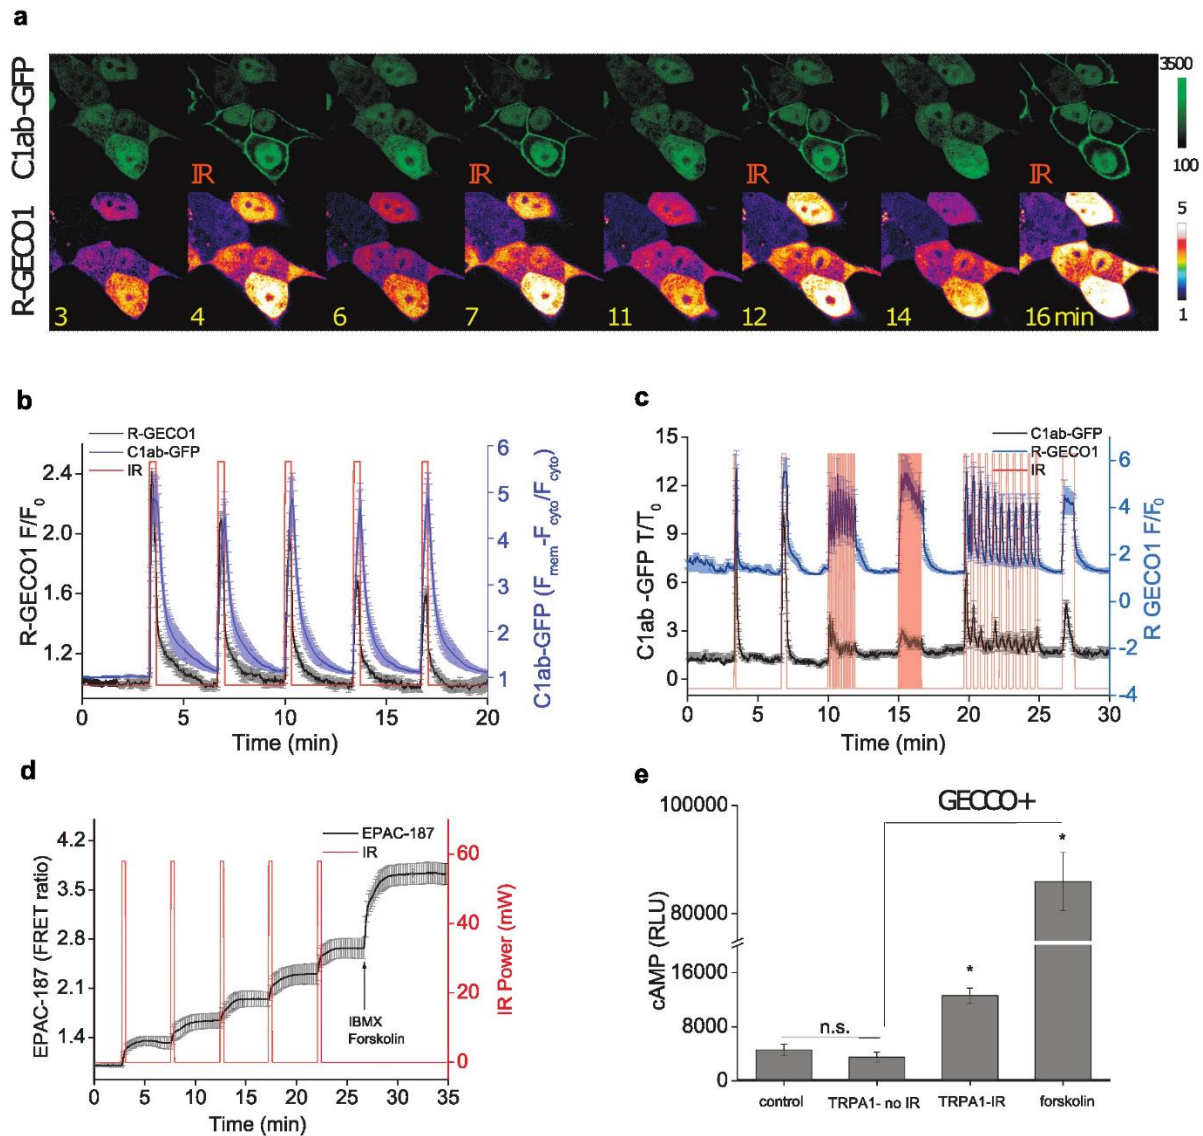 a
C1ab-GFP
3500
100
IR IR IR IR
R-GECO1
5
1
3 4 6 7 11 12 14 16 min
b
R-GECO1
C1ab-GFP
IR
R-GECO1 F/F0
2.4
2.0
1.6
1.2
C1ab-GFP (Fmem-Fcyto/Fcyto)
6
5
4
3
2
1
0 5 10 15 20
Time (min)
c
C1ab-GFP
R-GECO1
IR
C1ab -GFP T/T0
15
12
9
6
3
0
R GECO1 F/F0
6
4
2
0
-2
-4
0 5 10 15 20 25 30
Time (min)
d
EPAC-187
IR
EPAC-187 (FRET ratio)
4.2
3.5
2.8
2.1
1.4
IR Power (mW)
60
40
20
0
IBMX
Forskolin
0 5 10 15 20 25 30 35
Time (min)
e
GECCO+
cAMP (RLU)
100000
80000
16000
8000
0
n.s.
*
*
control TRPA1- no IR TRPA1-IR forskolin